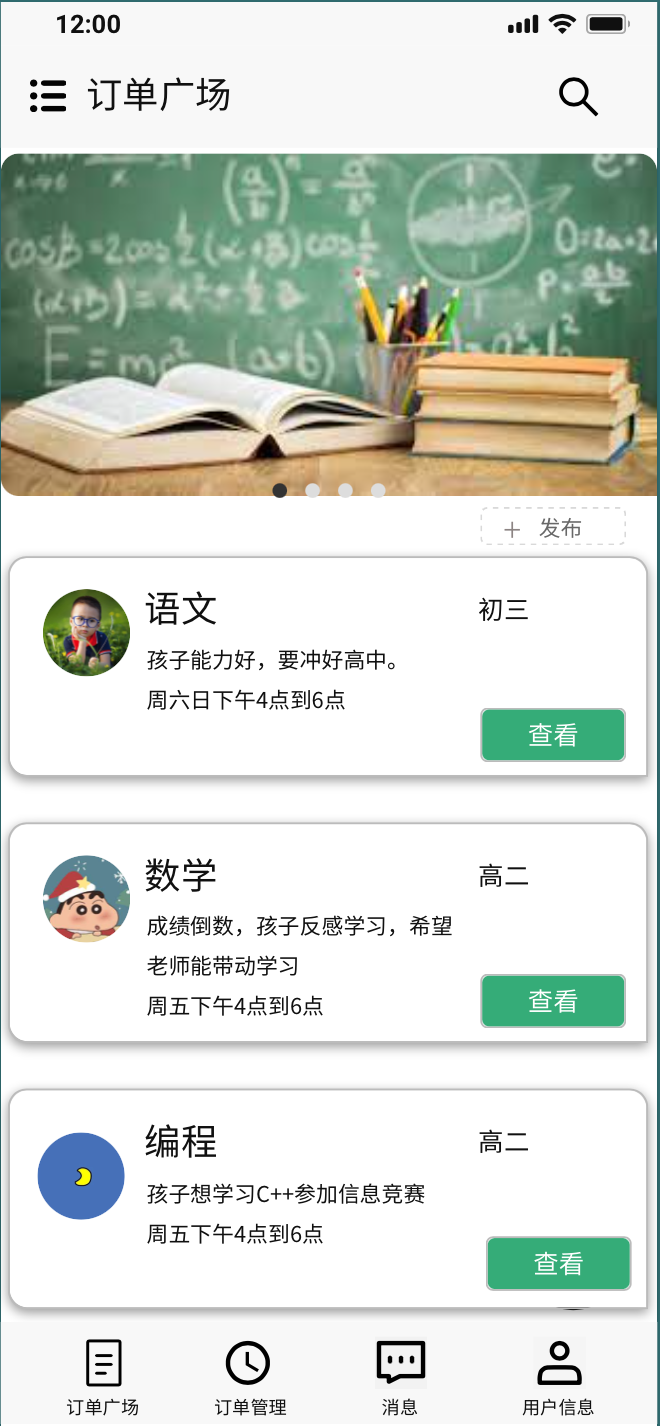 12:00
订单广场
cosβ=2cos½(α+β)cos
E=mc² (a+b)
+ 发布
语文
初三
孩子能力好，要冲好高中。
周六日下午4点到6点
查看
数学
高二
成绩倒数，孩子反感学习，希望
老师能带动学习
周五下午4点到6点
查看
编程
高二
孩子想学习C++参加信息竞赛
周五下午4点到6点
查看
订单广场
订单管理
消息
用户信息